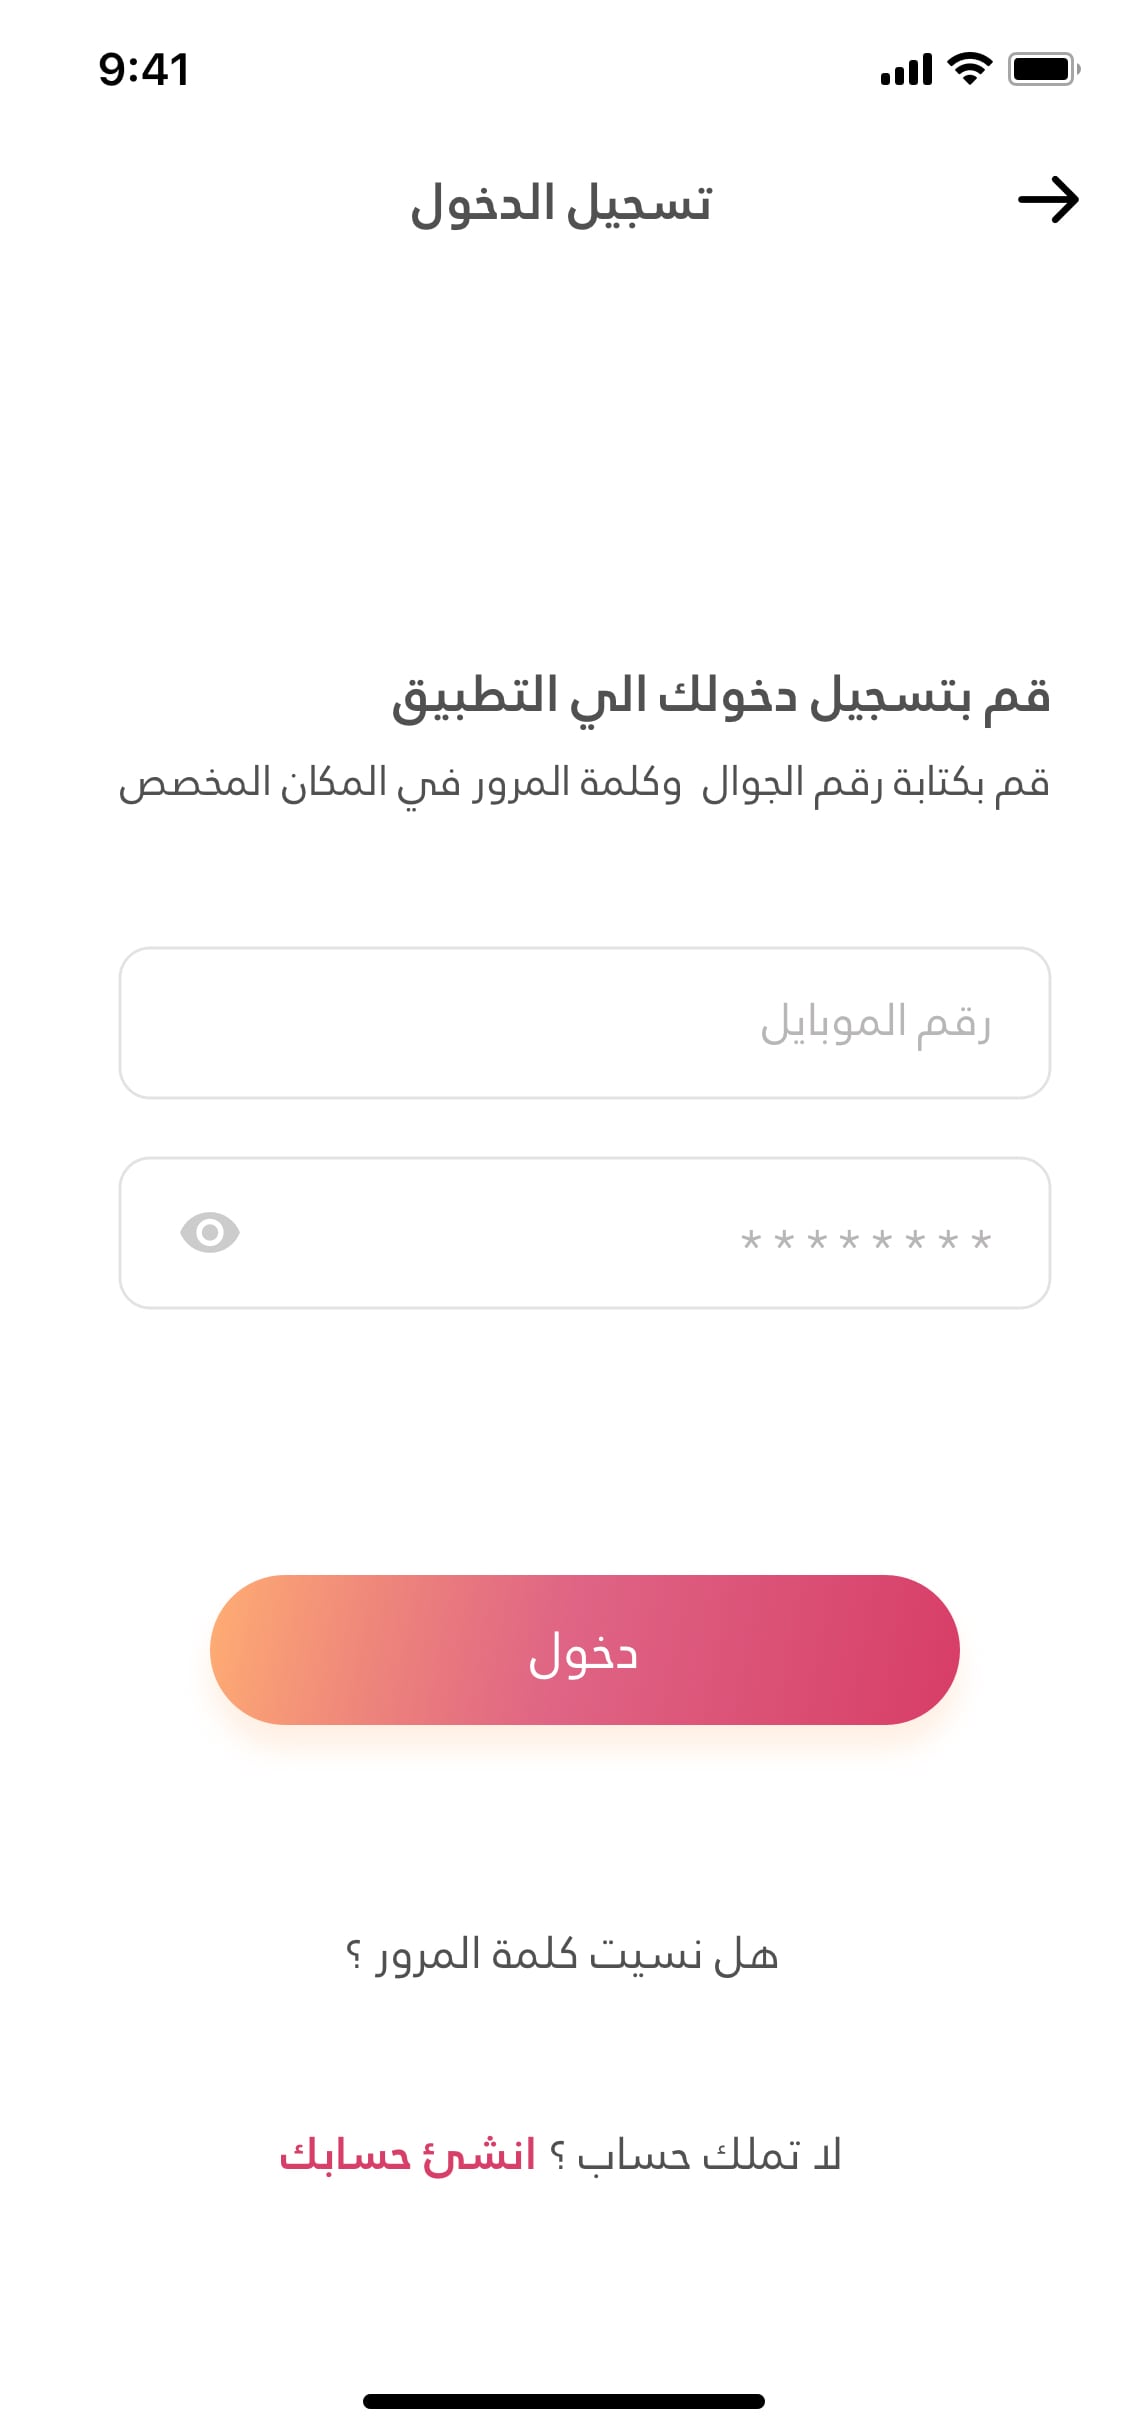 9:41
تسجيل الدخول
قم بتسجيل دخولك الي التطبيق
قم بكتابة رقم الجوال  وكلمة المرور في المكان المخصص
رقم الموبايل
* * * * * * * *
دخول
هل نسيت كلمة المرور ؟
لا تملك حساب ؟ انشئ حسابك